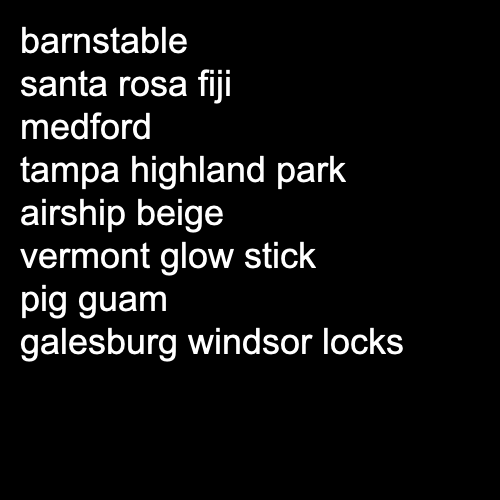 barnstable
santa rosa fiji
medford
tampa highland park
airship beige
vermont glow stick
pig guam
galesburg windsor locks